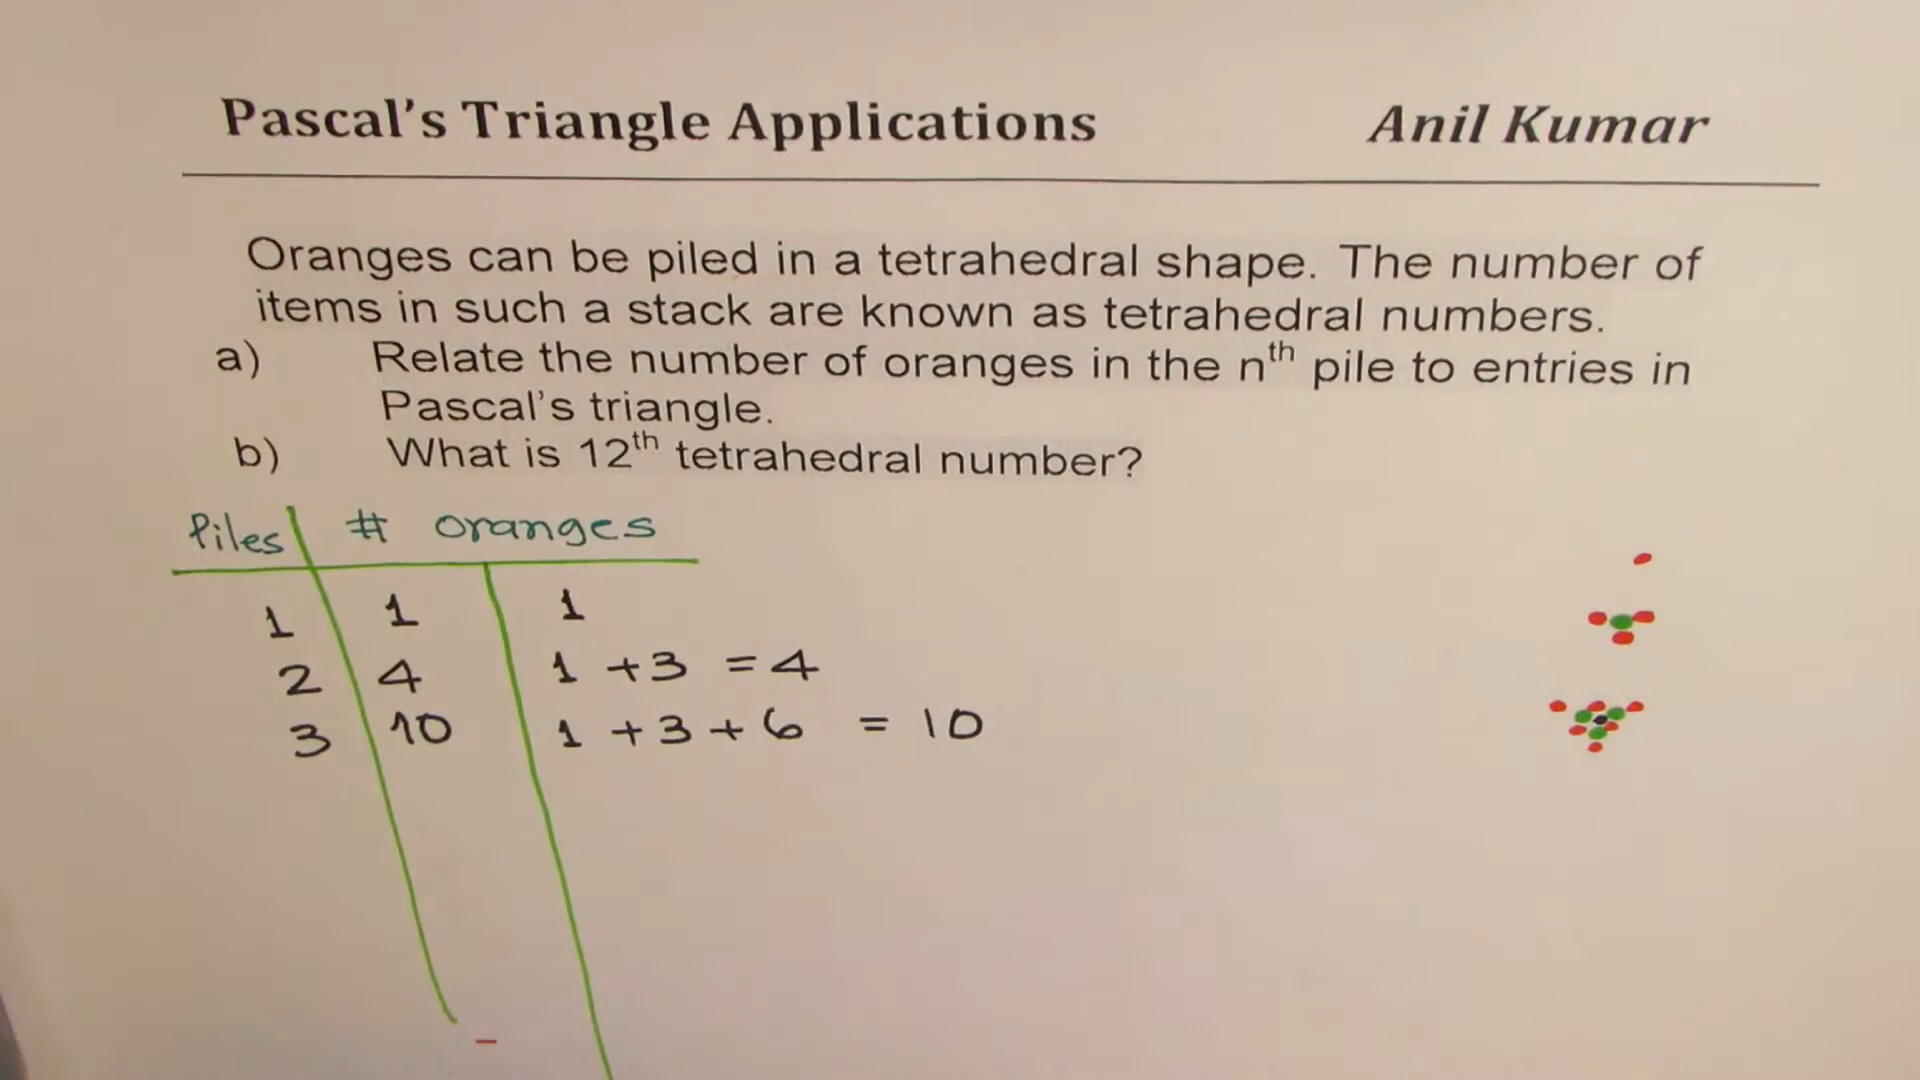 Pascal's Triangle Applications Anil Kumar
Oranges can be piled in a tetrahedral shape. The number of
items in such a stack are known as tetrahedral numbers.
a) Relate the number of oranges in the nth pile to entries in
Pascal's triangle.
b) What is 12th tetrahedral number?
Piles # oranges
1 1 1
2 4 1 + 3 = 4
3 10 1 + 3 + 6 = 10